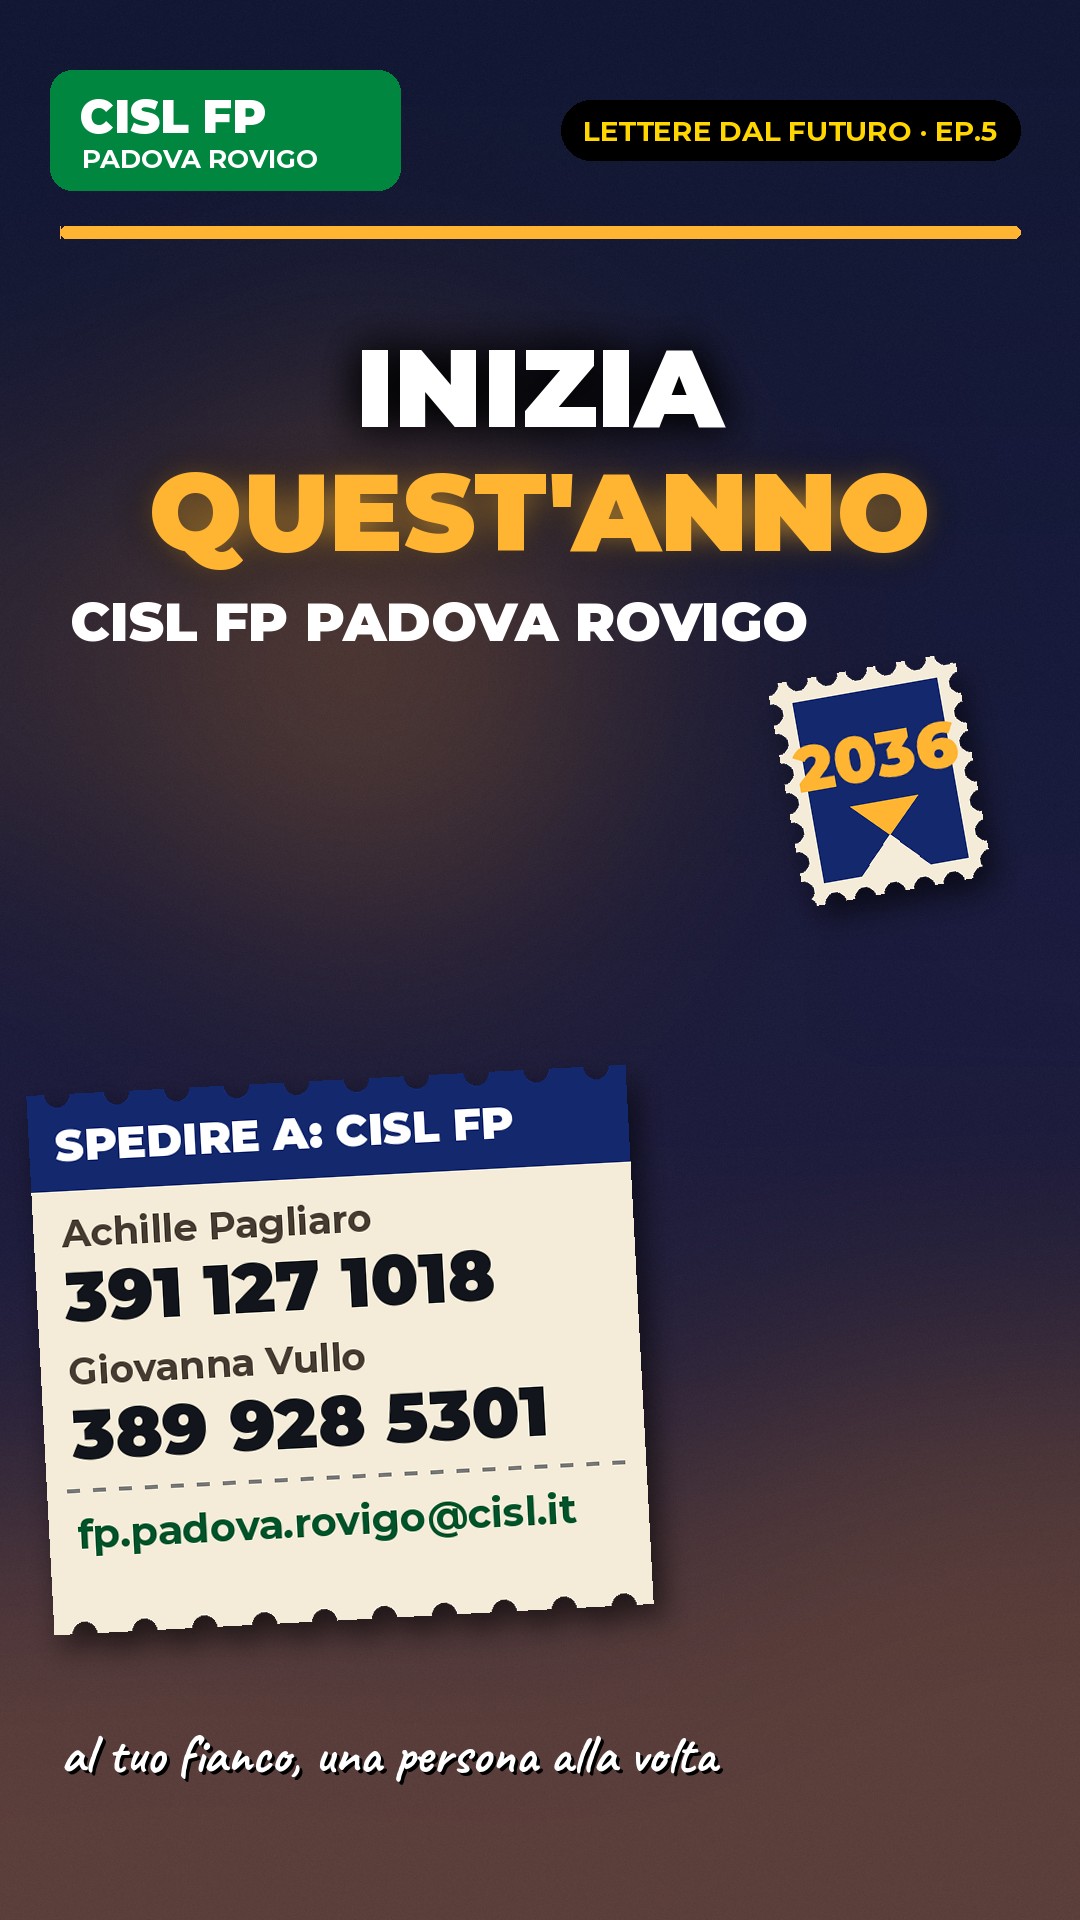 CISL FP
PADOVA ROVIGO
LETTERE DAL FUTURO · EP.5
INIZIA
QUEST'ANNO
CISL FP PADOVA ROVIGO
2036
SPEDIRE A: CISL FP
Achille Pagliaro
391 127 1018
Giovanna Vullo
389 928 5301
fp.padova.rovigo@cisl.it
al tuo fianco, una persona alla volta